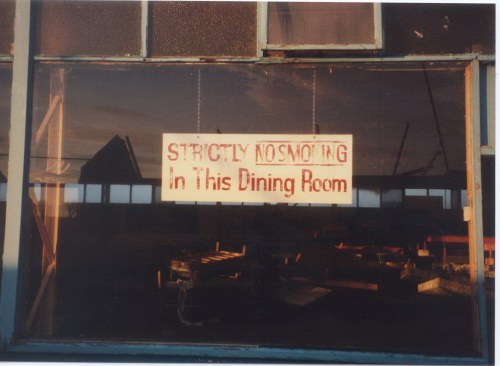 STRICTLY NO SMOKING
In This Dining Room